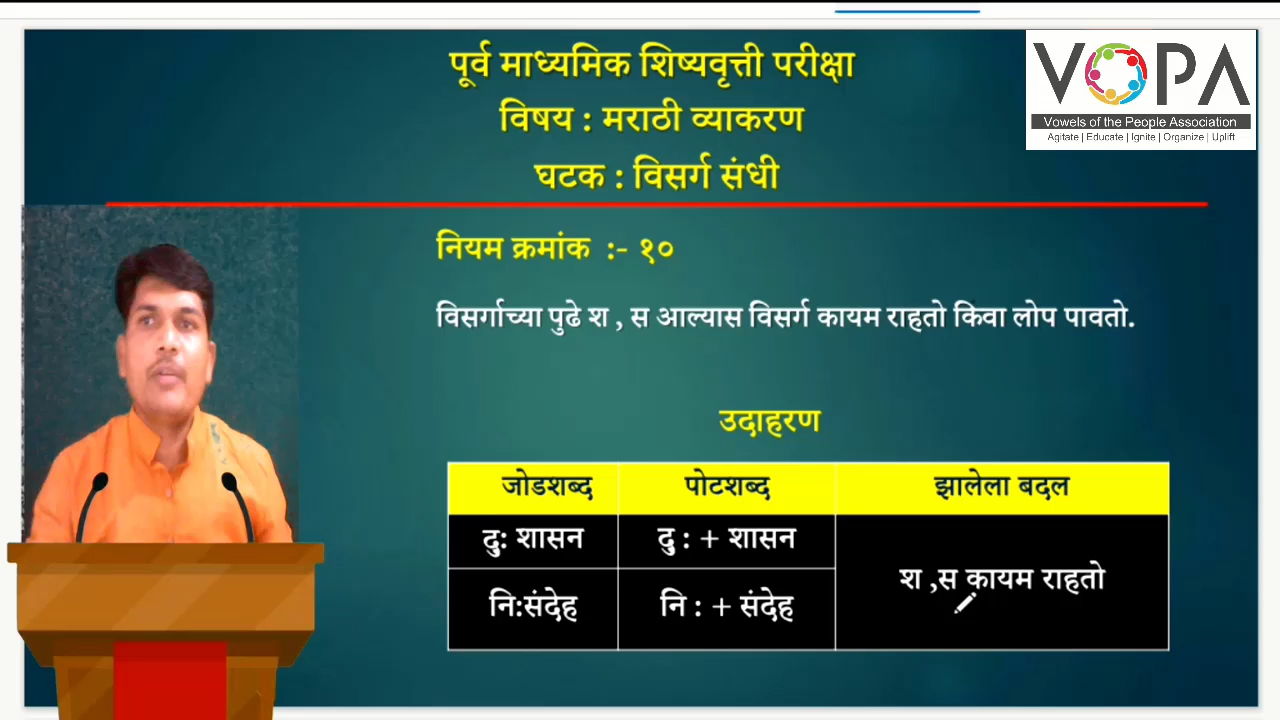 पूर्व माध्यमिक शिष्यवृत्ती परीक्षा
विषय : मराठी व्याकरण
घटक : विसर्ग संधी
VOPA
Vowels of the People Association
Agitate | Educate | Ignite | Organize | Uplift
नियम क्रमांक :- १०
विसर्गाच्या पुढे श , स आल्यास विसर्ग कायम राहतो किंवा लोप पावतो.
उदाहरण
जोडशब्द पोटशब्द झालेला बदल
दु: शासन दु : + शासन
श ,स कायम राहतो
नि:संदेह नि : + संदेह